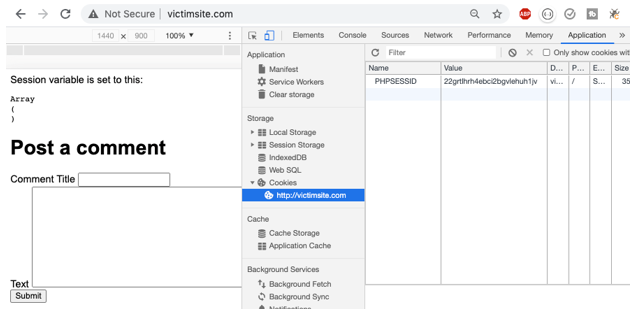 Not Secure | victimsite.com
ABP
1440 × 900 100% ▼
Elements Console Sources Network Performance Memory Application »
Session variable is set to this:
Array
(
)
Post a comment
Comment Title
Text
Submit
Application
Manifest
Service Workers
Clear storage
Storage
Local Storage
Session Storage
IndexedDB
Web SQL
Cookies
http://victimsite.com
Cache
Cache Storage
Application Cache
Background Services
Background Fetch
Background Sync
Notifications
Filter
Only show cookies wit
Name Value D... P... E... Size
PHPSESSID vi... / S... 35